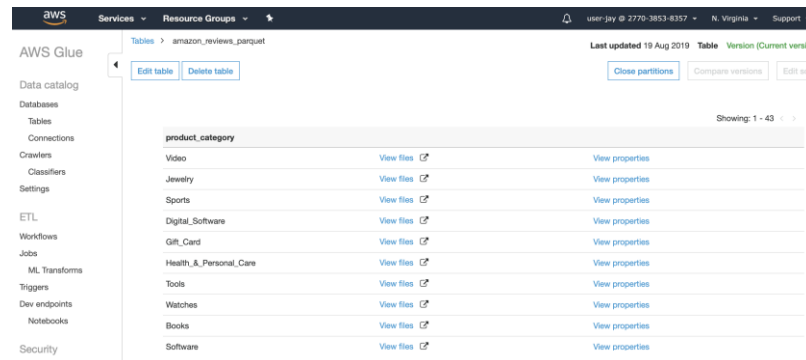 aws Services Resource Groups user-jay @ 2770-3853-8357 N. Virginia Support
AWS Glue
Data catalog
Databases
Tables
Connections
Crawlers
Classifiers
Settings
ETL
Workflows
Jobs
ML Transforms
Triggers
Dev endpoints
Notebooks
Security
Tables > amazon_reviews_parquet
Last updated 19 Aug 2019 Table Version (Current versi
Edit table Delete table Close partitions Compare versions Edit s
Showing: 1 - 43 < >
product_category
Video View files View properties
Jewelry View files View properties
Sports View files View properties
Digital_Software View files View properties
Gift_Card View files View properties
Health_&_Personal_Care View files View properties
Tools View files View properties
Watches View files View properties
Books View files View properties
Software View files View properties